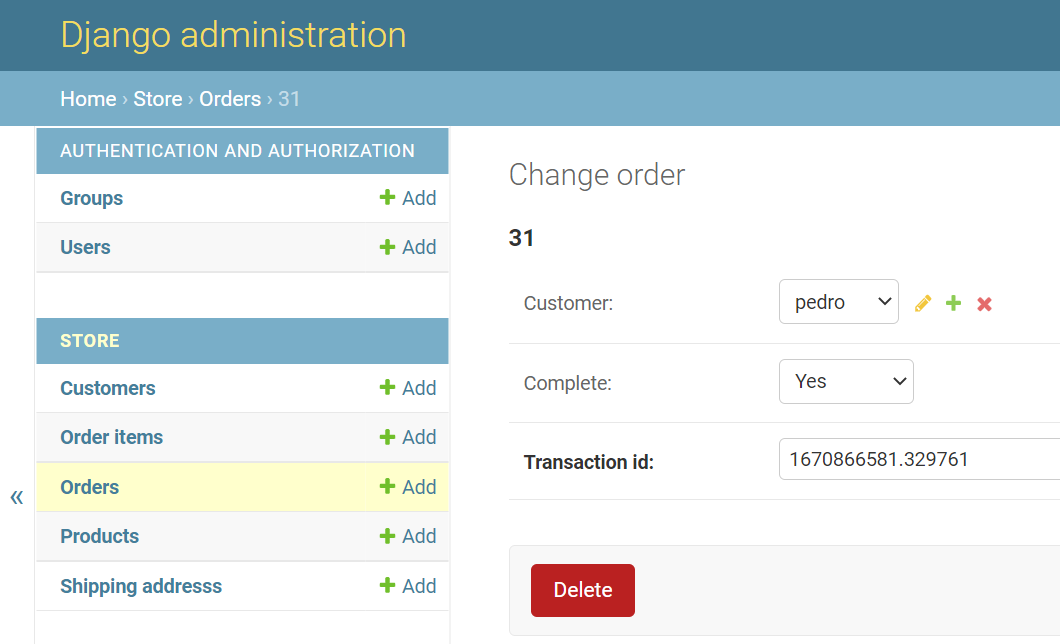 Django administration
Home › Store › Orders › 31
AUTHENTICATION AND AUTHORIZATION
Groups + Add
Users + Add
STORE
Customers + Add
Order items + Add
Orders + Add
Products + Add
Shipping addresss + Add
«
Change order
31
Customer: pedro
Complete: Yes
Transaction id: 1670866581.329761
Delete